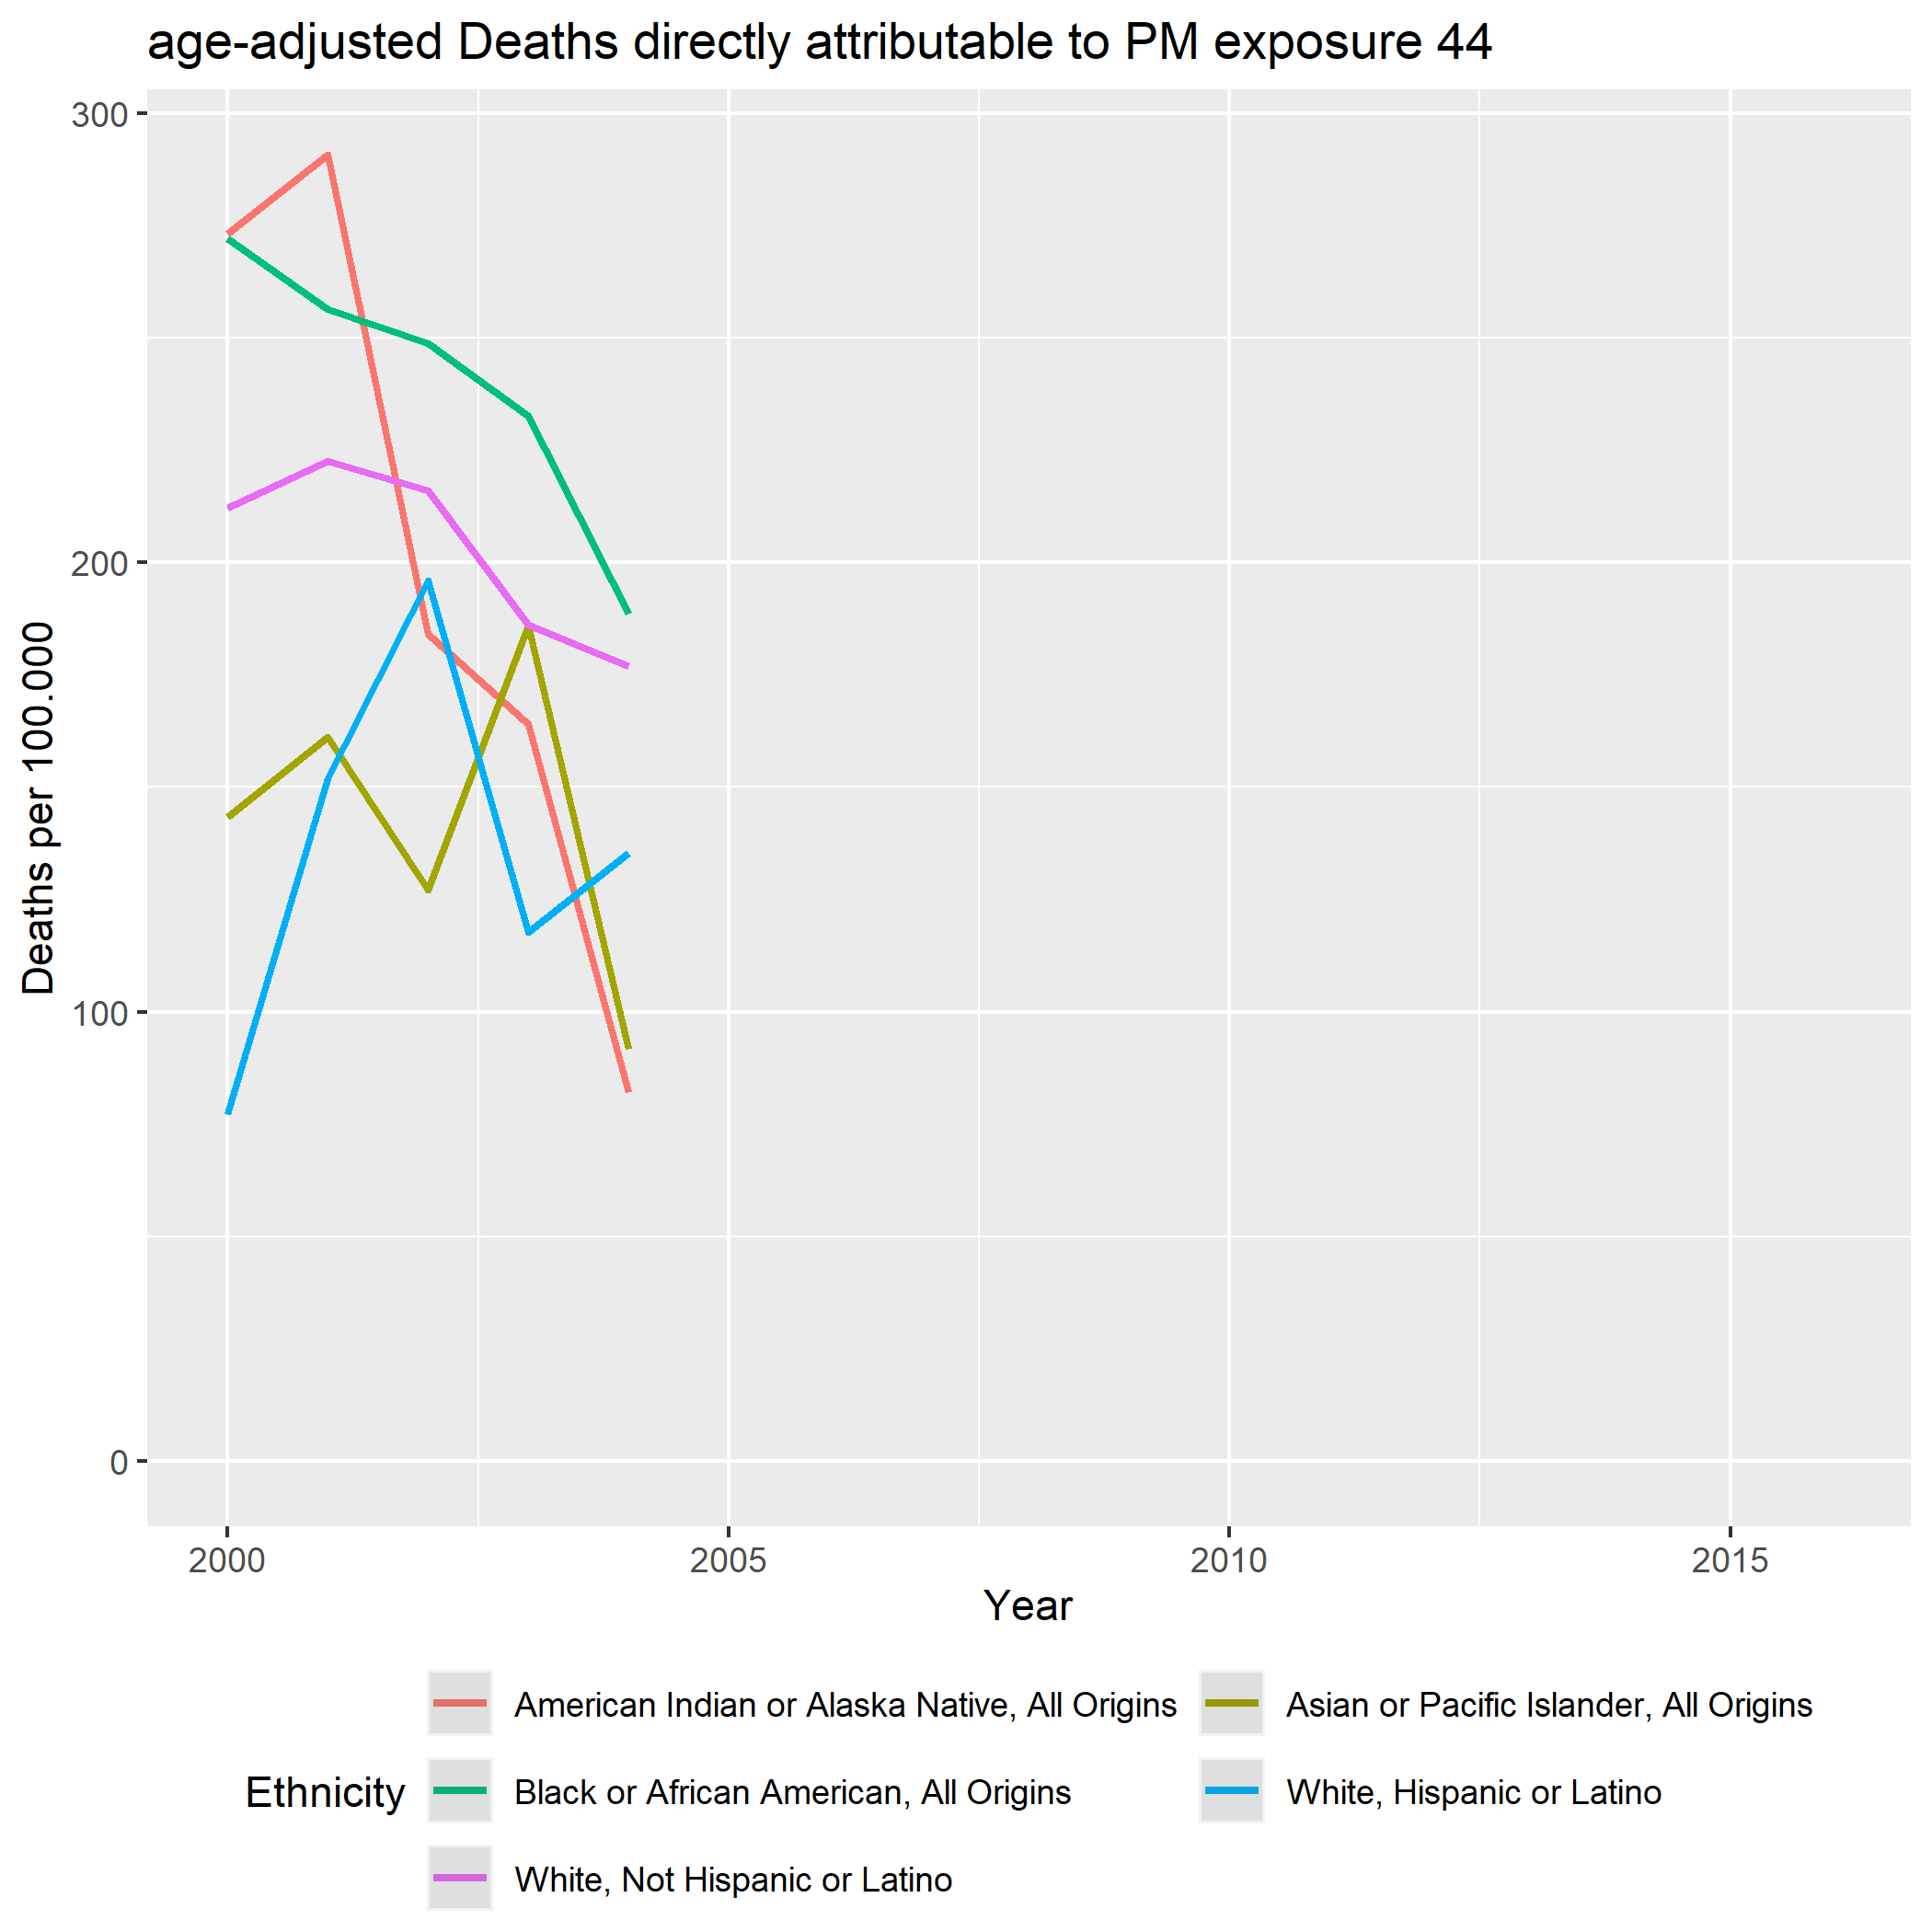 age-adjusted Deaths directly attributable to PM exposure 44
300
200
100
0
Deaths per 100.000
2000 2005 2010 2015
Year
Ethnicity
American Indian or Alaska Native, All Origins
Asian or Pacific Islander, All Origins
Black or African American, All Origins
White, Hispanic or Latino
White, Not Hispanic or Latino